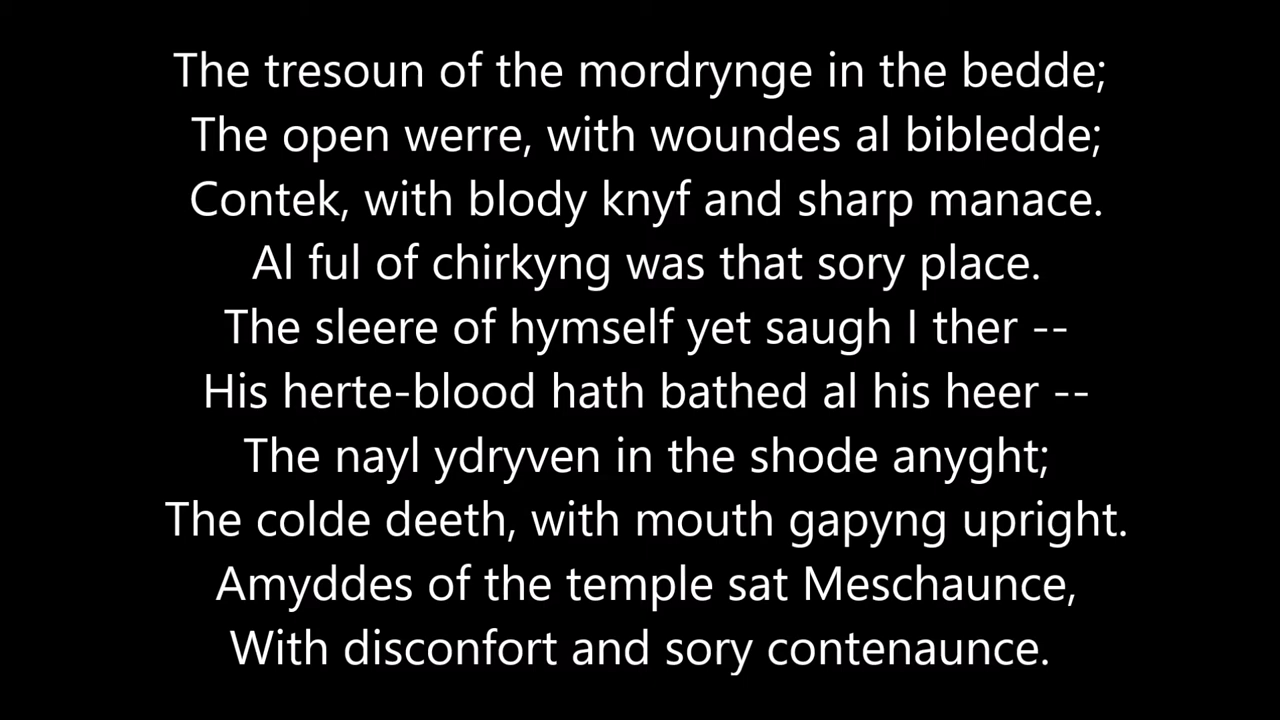 The tresoun of the mordrynge in the bedde;
The open werre, with woundes al bibledde;
Contek, with blody knyf and sharp manace.
Al ful of chirkyng was that sory place.
The sleere of hymself yet saugh I ther --
His herte-blood hath bathed al his heer --
The nayl ydryven in the shode anyght;
The colde deeth, with mouth gapyng upright.
Amyddes of the temple sat Meschaunce,
With disconfort and sory contenaunce.